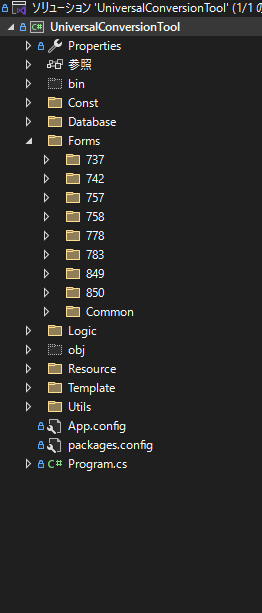 ソリューション 'UniversalConversionTool' (1/1 の
UniversalConversionTool
Properties
参照
bin
Const
Database
Forms
737
742
757
758
778
783
849
850
Common
Logic
obj
Resource
Template
Utils
App.config
packages.config
C# Program.cs